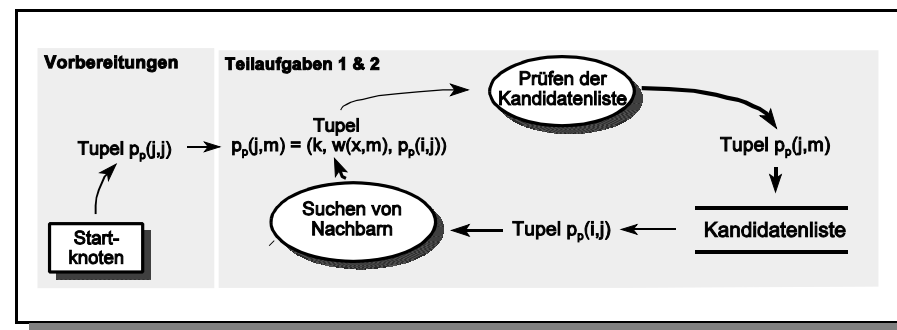 Vorbereitungen
Teilaufgaben 1 & 2
Prüfen der
Kandidatenliste
Tupel
Tupel pₚ(j,j)
pₚ(j,m) = (k, w(x,m), pₚ(i,j))
Tupel pₚ(j,m)
Suchen von
Nachbarn
Start-
knoten
Tupel pₚ(i,j)
Kandidatenliste